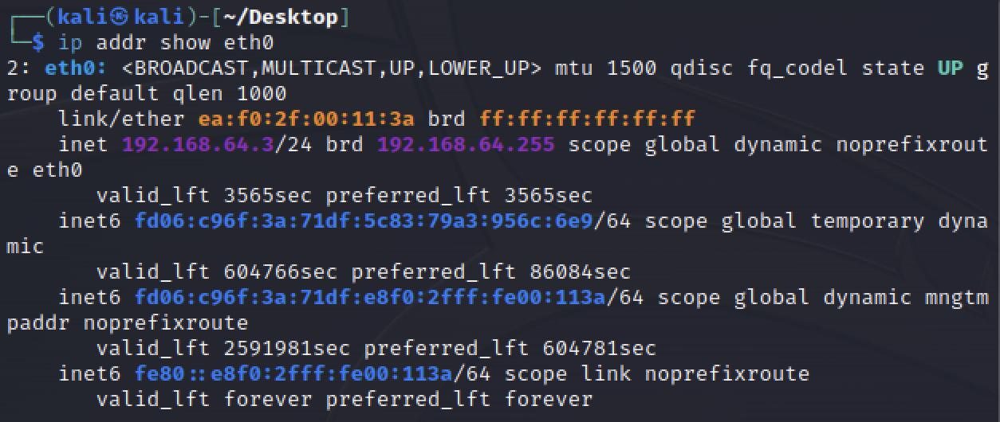 ┌──(kali㉿kali)-[~/Desktop]
└─$ ip addr show eth0
2: eth0: <BROADCAST,MULTICAST,UP,LOWER_UP> mtu 1500 qdisc fq_codel state UP g
roup default qlen 1000
    link/ether ea:f0:2f:00:11:3a brd ff:ff:ff:ff:ff:ff
    inet 192.168.64.3/24 brd 192.168.64.255 scope global dynamic noprefixrout
e eth0
       valid_lft 3565sec preferred_lft 3565sec
    inet6 fd06:c96f:3a:71df:5c83:79a3:956c:6e9/64 scope global temporary dyna
mic
       valid_lft 604766sec preferred_lft 86084sec
    inet6 fd06:c96f:3a:71df:e8f0:2fff:fe00:113a/64 scope global dynamic mngtm
paddr noprefixroute
       valid_lft 2591981sec preferred_lft 604781sec
    inet6 fe80::e8f0:2fff:fe00:113a/64 scope link noprefixroute
       valid_lft forever preferred_lft forever